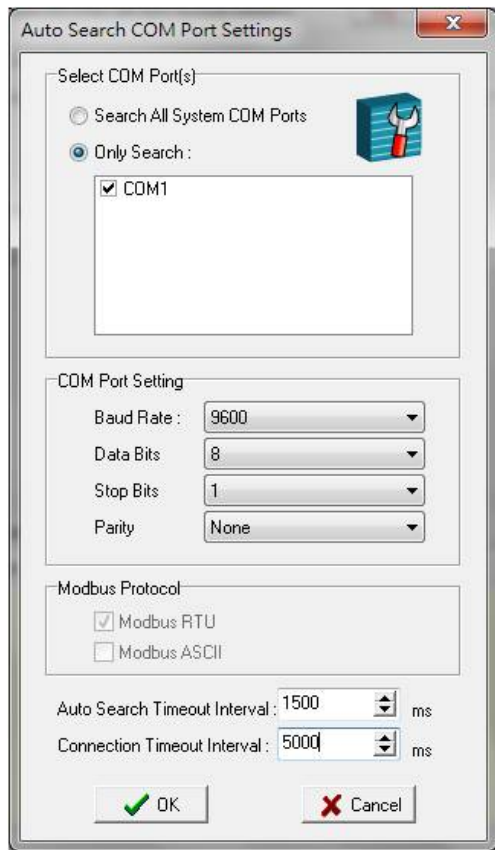 Auto Search COM Port Settings
Select COM Port(s)
Search All System COM Ports
Only Search :
COM1
COM Port Setting
Baud Rate : 9600
Data Bits 8
Stop Bits 1
Parity None
Modbus Protocol
Modbus RTU
Modbus ASCII
Auto Search Timeout Interval : 1500 ms
Connection Timeout Interval : 5000 ms
OK Cancel